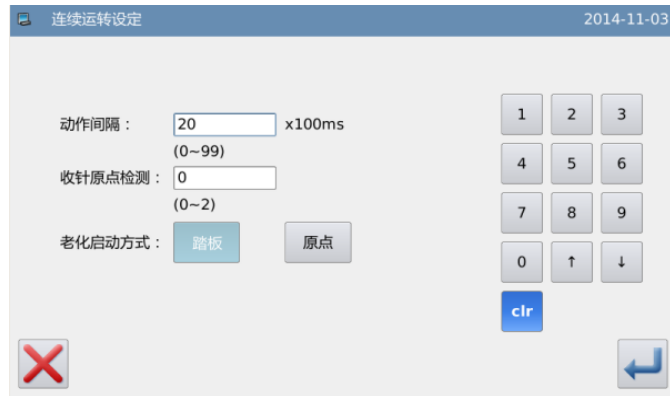 连续运转设定 2014-11-03
动作间隔： 20 x100ms
(0~99)
收针原点检测： 0
(0~2)
老化启动方式： 踏板 原点
1 2 3
4 5 6
7 8 9
0 ↑ ↓
clr